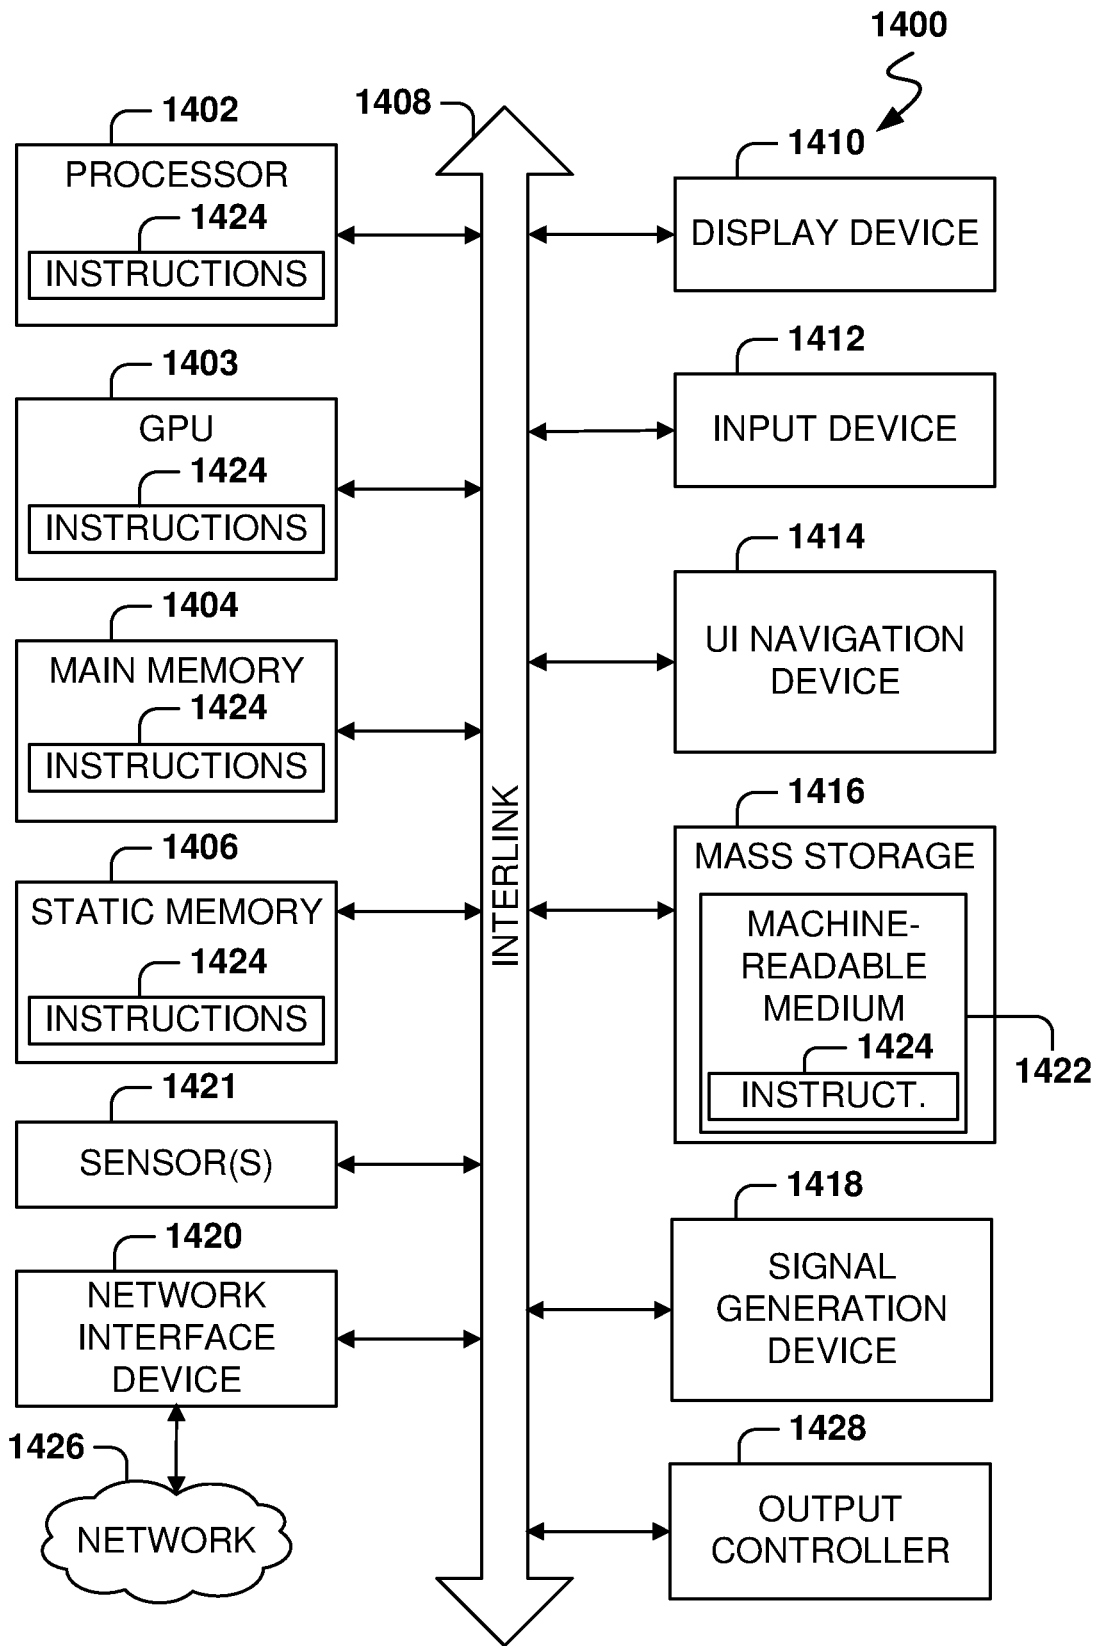 1400
1402
PROCESSOR
1424
INSTRUCTIONS
1403
GPU
1424
INSTRUCTIONS
1404
MAIN MEMORY
1424
INSTRUCTIONS
1406
STATIC MEMORY
1424
INSTRUCTIONS
1421
SENSOR(S)
1420
NETWORK
INTERFACE
DEVICE
1426
NETWORK
1408
INTERLINK
1410
DISPLAY DEVICE
1412
INPUT DEVICE
1414
UI NAVIGATION
DEVICE
1416
MASS STORAGE
MACHINE-
READABLE
MEDIUM
1424
INSTRUCT.
1422
1418
SIGNAL
GENERATION
DEVICE
1428
OUTPUT
CONTROLLER